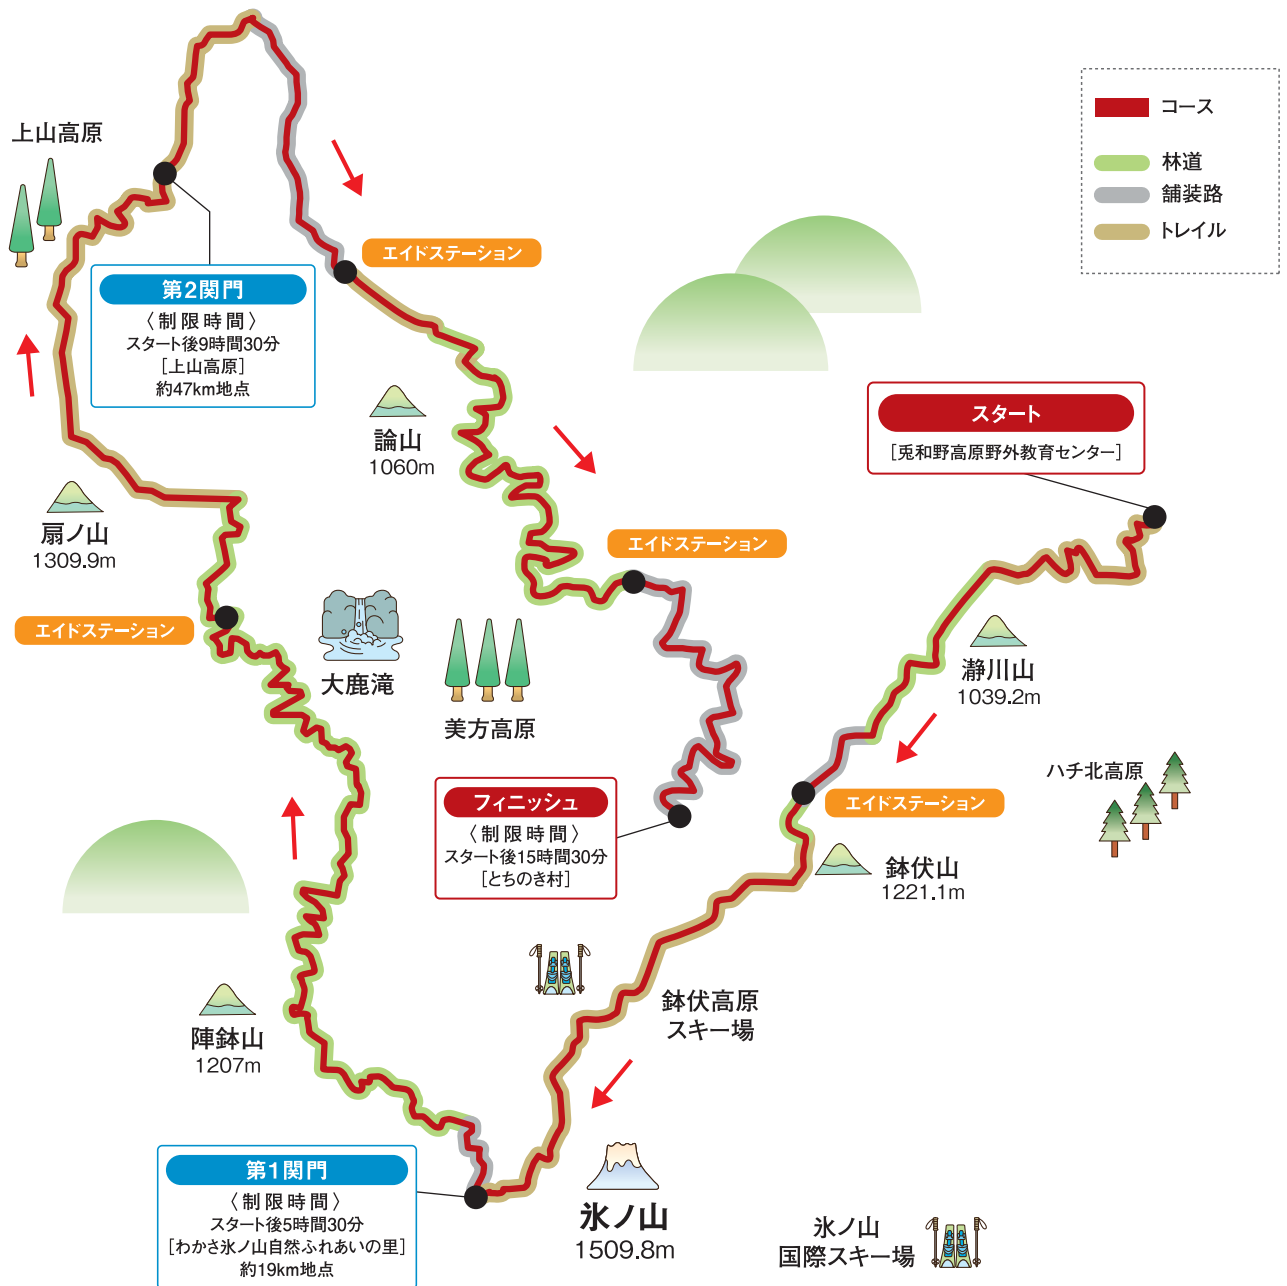 コース
林道
舗装路
トレイル
上山高原
エイドステーション
第2関門
〈制限時間〉
スタート後9時間30分
[上山高原]
約47km地点
論山
1060m
スタート
[兎和野高原野外教育センター]
扇ノ山
1309.9m
エイドステーション
エイドステーション
大鹿滝
美方高原
瀞川山
1039.2m
ハチ北高原
フィニッシュ
〈制限時間〉
スタート後15時間30分
[とちのき村]
エイドステーション
鉢伏山
1221.1m
鉢伏高原
スキー場
陣鉢山
1207m
第1関門
〈制限時間〉
スタート後5時間30分
[わかさ氷ノ山自然ふれあいの里]
約19km地点
氷ノ山
1509.8m
氷ノ山
国際スキー場